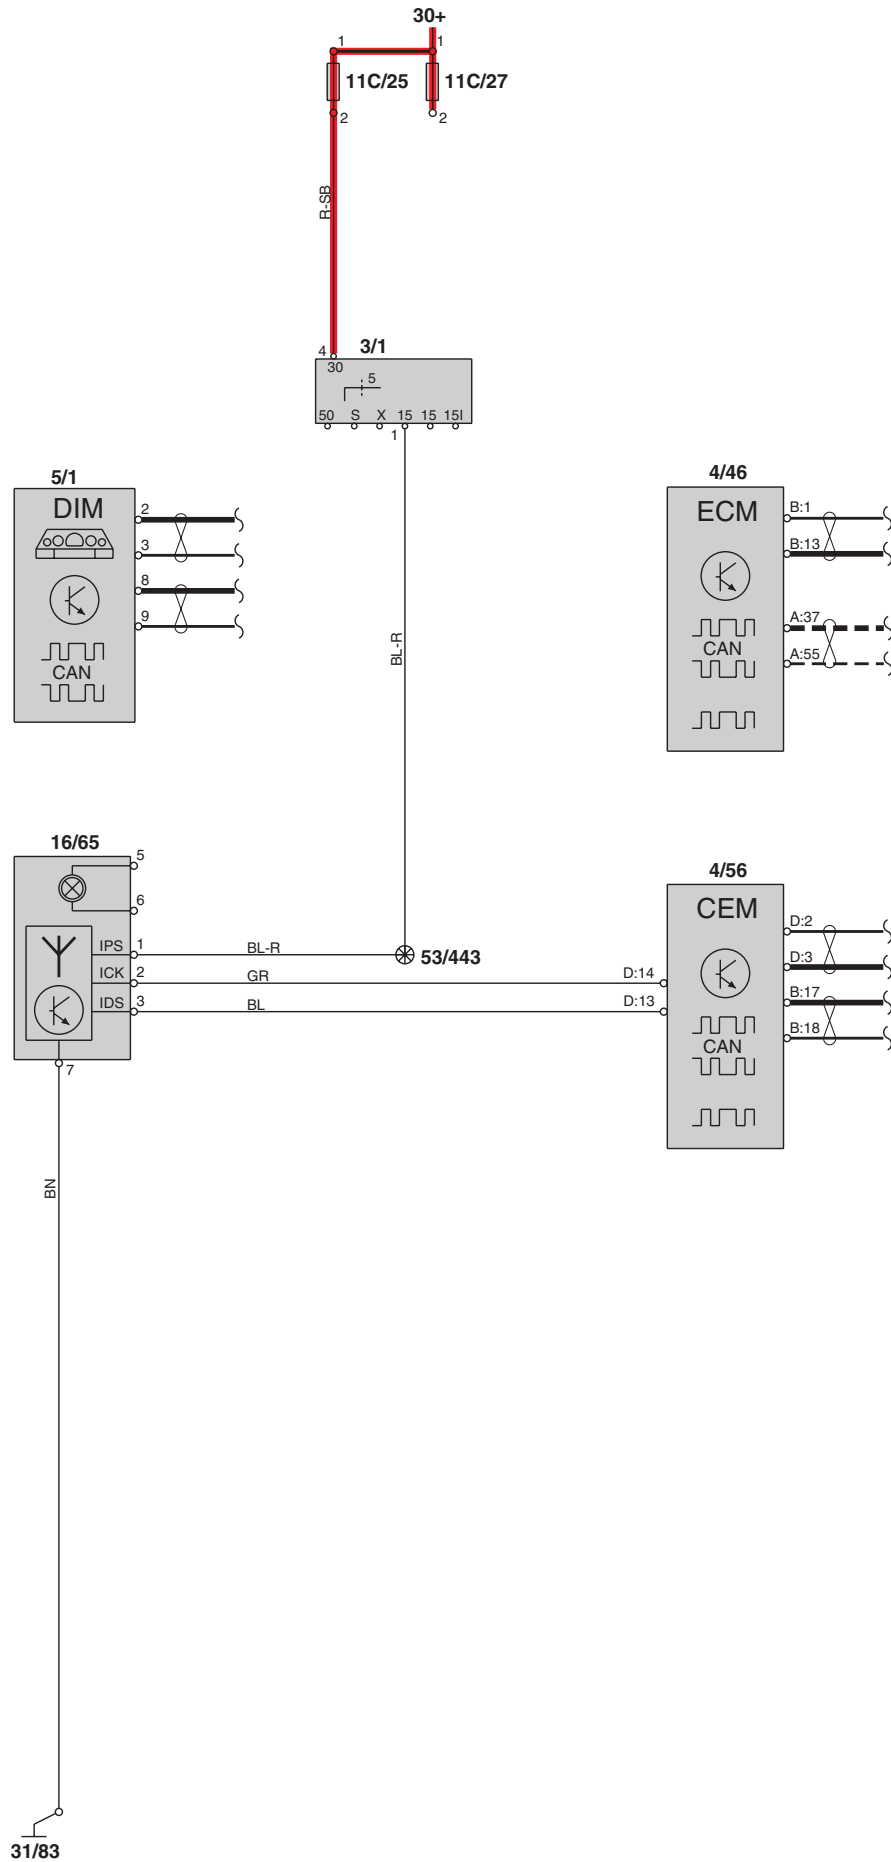 30+
1
1
11C/25
11C/27
2
2
R-SB
4
3/1
30
5
50 S X 15 15 15I
1
5/1
DIM
2
3
8
9
CAN
4/46
ECM
B:1
B:13
A:37
A:55
CAN
BL-R
16/65
5
6
IPS 1
ICK 2
IDS 3
7
BL-R
GR
BL
53/443
D:14
D:13
4/56
CEM
D:2
D:3
B:17
B:18
CAN
BN
31/83